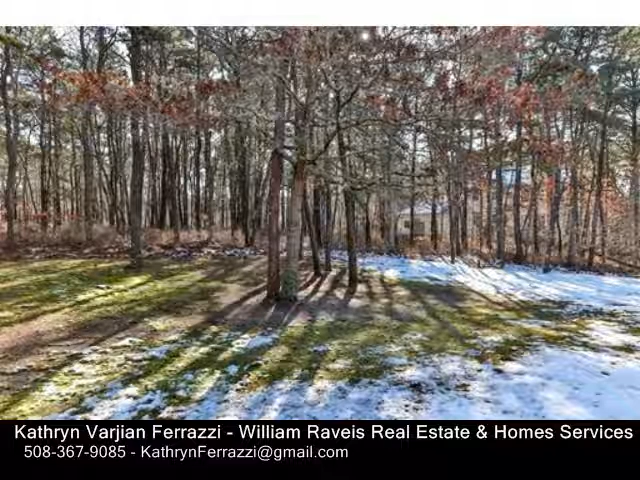 Kathryn Varjian Ferrazzi - William Raveis Real Estate & Homes Services
508-367-9085 - KathrynFerrazzi@gmail.com